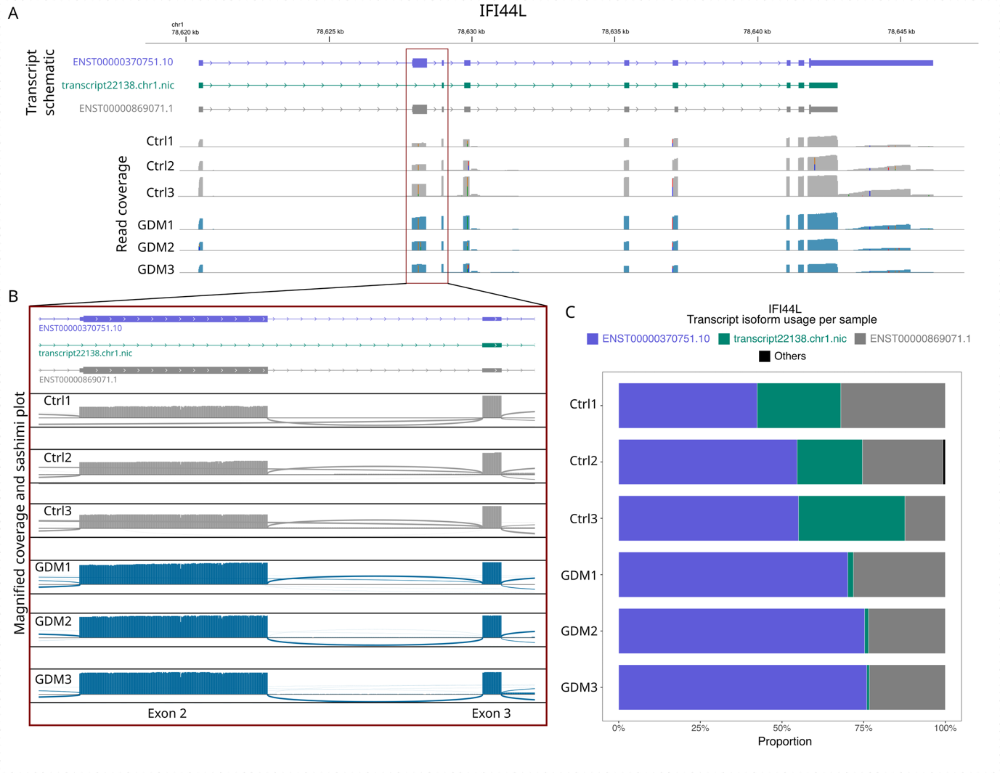 A
IFI44L
chr1
78,620 kb
78,625 kb
78,630 kb
78,635 kb
78,640 kb
78,645 kb
Transcript
schematic
ENST00000370751.10
transcript22138.chr1.nic
ENST00000869071.1
Read coverage
Ctrl1
Ctrl2
Ctrl3
GDM1
GDM2
GDM3
B
Magnified coverage and sashimi plot
ENST00000370751.10
transcript22138.chr1.nic
ENST00000869071.1
Ctrl1
Ctrl2
Ctrl3
GDM1
GDM2
GDM3
Exon 2
Exon 3
C
IFI44L
Transcript isoform usage per sample
ENST00000370751.10
transcript22138.chr1.nic
ENST00000869071.1
Others
Ctrl1
Ctrl2
Ctrl3
GDM1
GDM2
GDM3
0%
25%
50%
75%
100%
Proportion